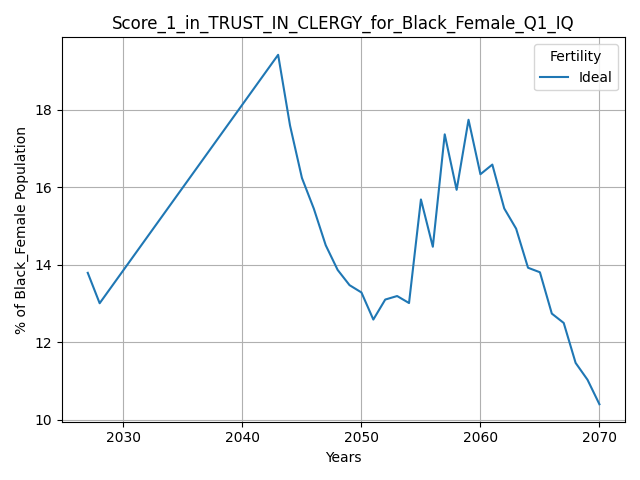 Score_1_in_TRUST_IN_CLERGY_for_Black_Female_Q1_IQ
Fertility
Ideal
% of Black_Female Population
18
16
14
12
10
2030 2040 2050 2060 2070
Years